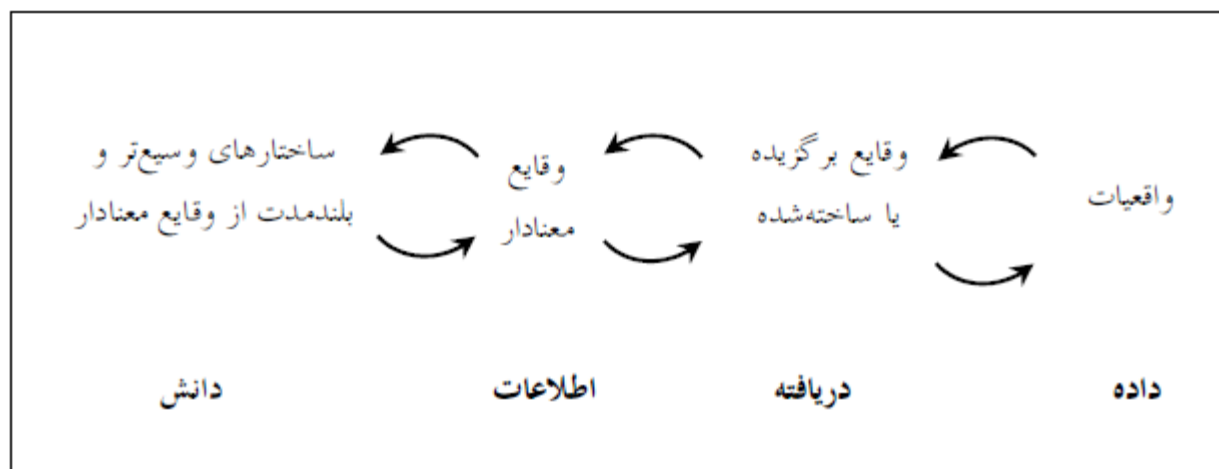 واقعیات
وقایع برگزیده
یا ساخته‌شده
وقایع
معنادار
ساختارهای وسیع‌تر و
بلندمدت از وقایع معنادار
داده
دریافته
اطلاعات
دانش